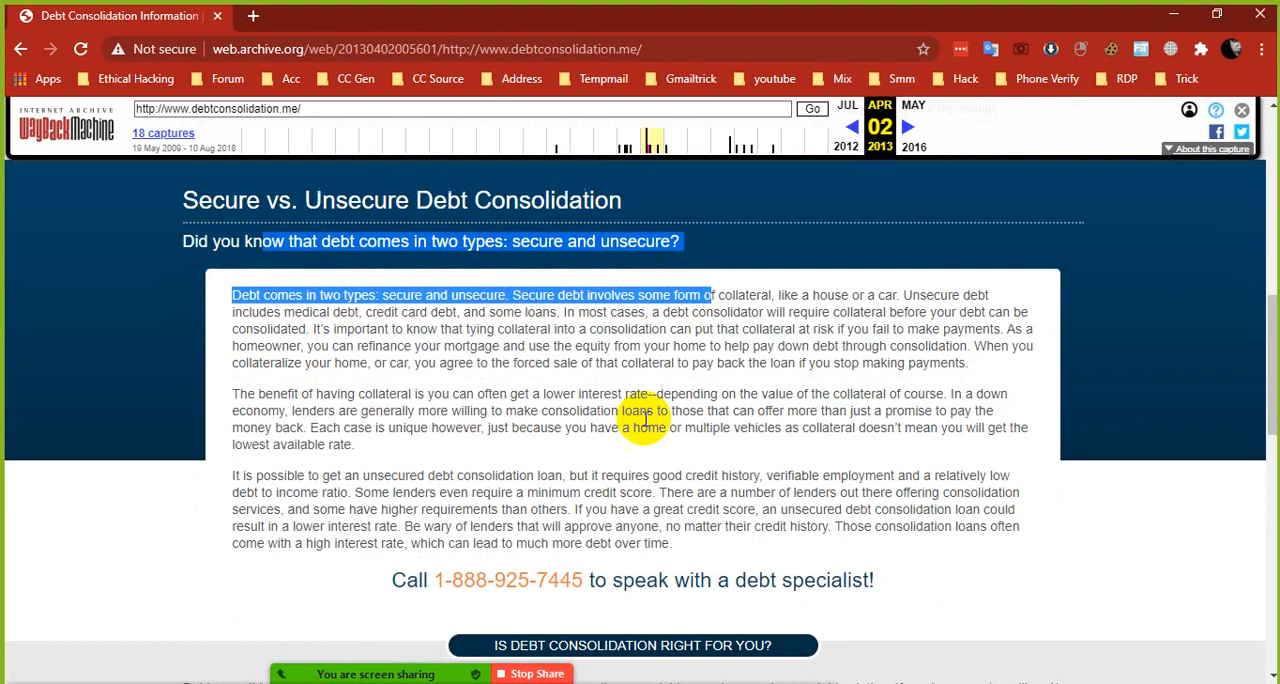 Debt Consolidation Information
Not secure web.archive.org/web/20130402005601/http://www.debtconsolidation.me/
Apps Ethical Hacking Forum Acc CC Gen CC Source Address Tempmail Gmailtrick youtube Mix Smm Hack Phone Verify RDP Trick
INTERNET ARCHIVE
WayBackMachine
http://www.debtconsolidation.me/ Go
18 captures
19 May 2009 - 10 Aug 2018
JUL APR MAY
02
2012 2013 2016
About this capture
Secure vs. Unsecure Debt Consolidation
Did you know that debt comes in two types: secure and unsecure?
Debt comes in two types: secure and unsecure. Secure debt involves some form of collateral, like a house or a car. Unsecure debt
includes medical debt, credit card debt, and some loans. In most cases, a debt consolidator will require collateral before your debt can be
consolidated. It's important to know that tying collateral into a consolidation can put that collateral at risk if you fail to make payments. As a
homeowner, you can refinance your mortgage and use the equity from your home to help pay down debt through consolidation. When you
collateralize your home, or car, you agree to the forced sale of that collateral to pay back the loan if you stop making payments.
The benefit of having collateral is you can often get a lower interest rate--depending on the value of the collateral of course. In a down
economy, lenders are generally more willing to make consolidation loans to those that can offer more than just a promise to pay the
money back. Each case is unique however, just because you have a home or multiple vehicles as collateral doesn't mean you will get the
lowest available rate.
It is possible to get an unsecured debt consolidation loan, but it requires good credit history, verifiable employment and a relatively low
debt to income ratio. Some lenders even require a minimum credit score. There are a number of lenders out there offering consolidation
services, and some have higher requirements than others. If you have a great credit score, an unsecured debt consolidation loan could
result in a lower interest rate. Be wary of lenders that will approve anyone, no matter their credit history. Those consolidation loans often
come with a high interest rate, which can lead to much more debt over time.
Call 1-888-925-7445 to speak with a debt specialist!
IS DEBT CONSOLIDATION RIGHT FOR YOU?
You are screen sharing Stop Share